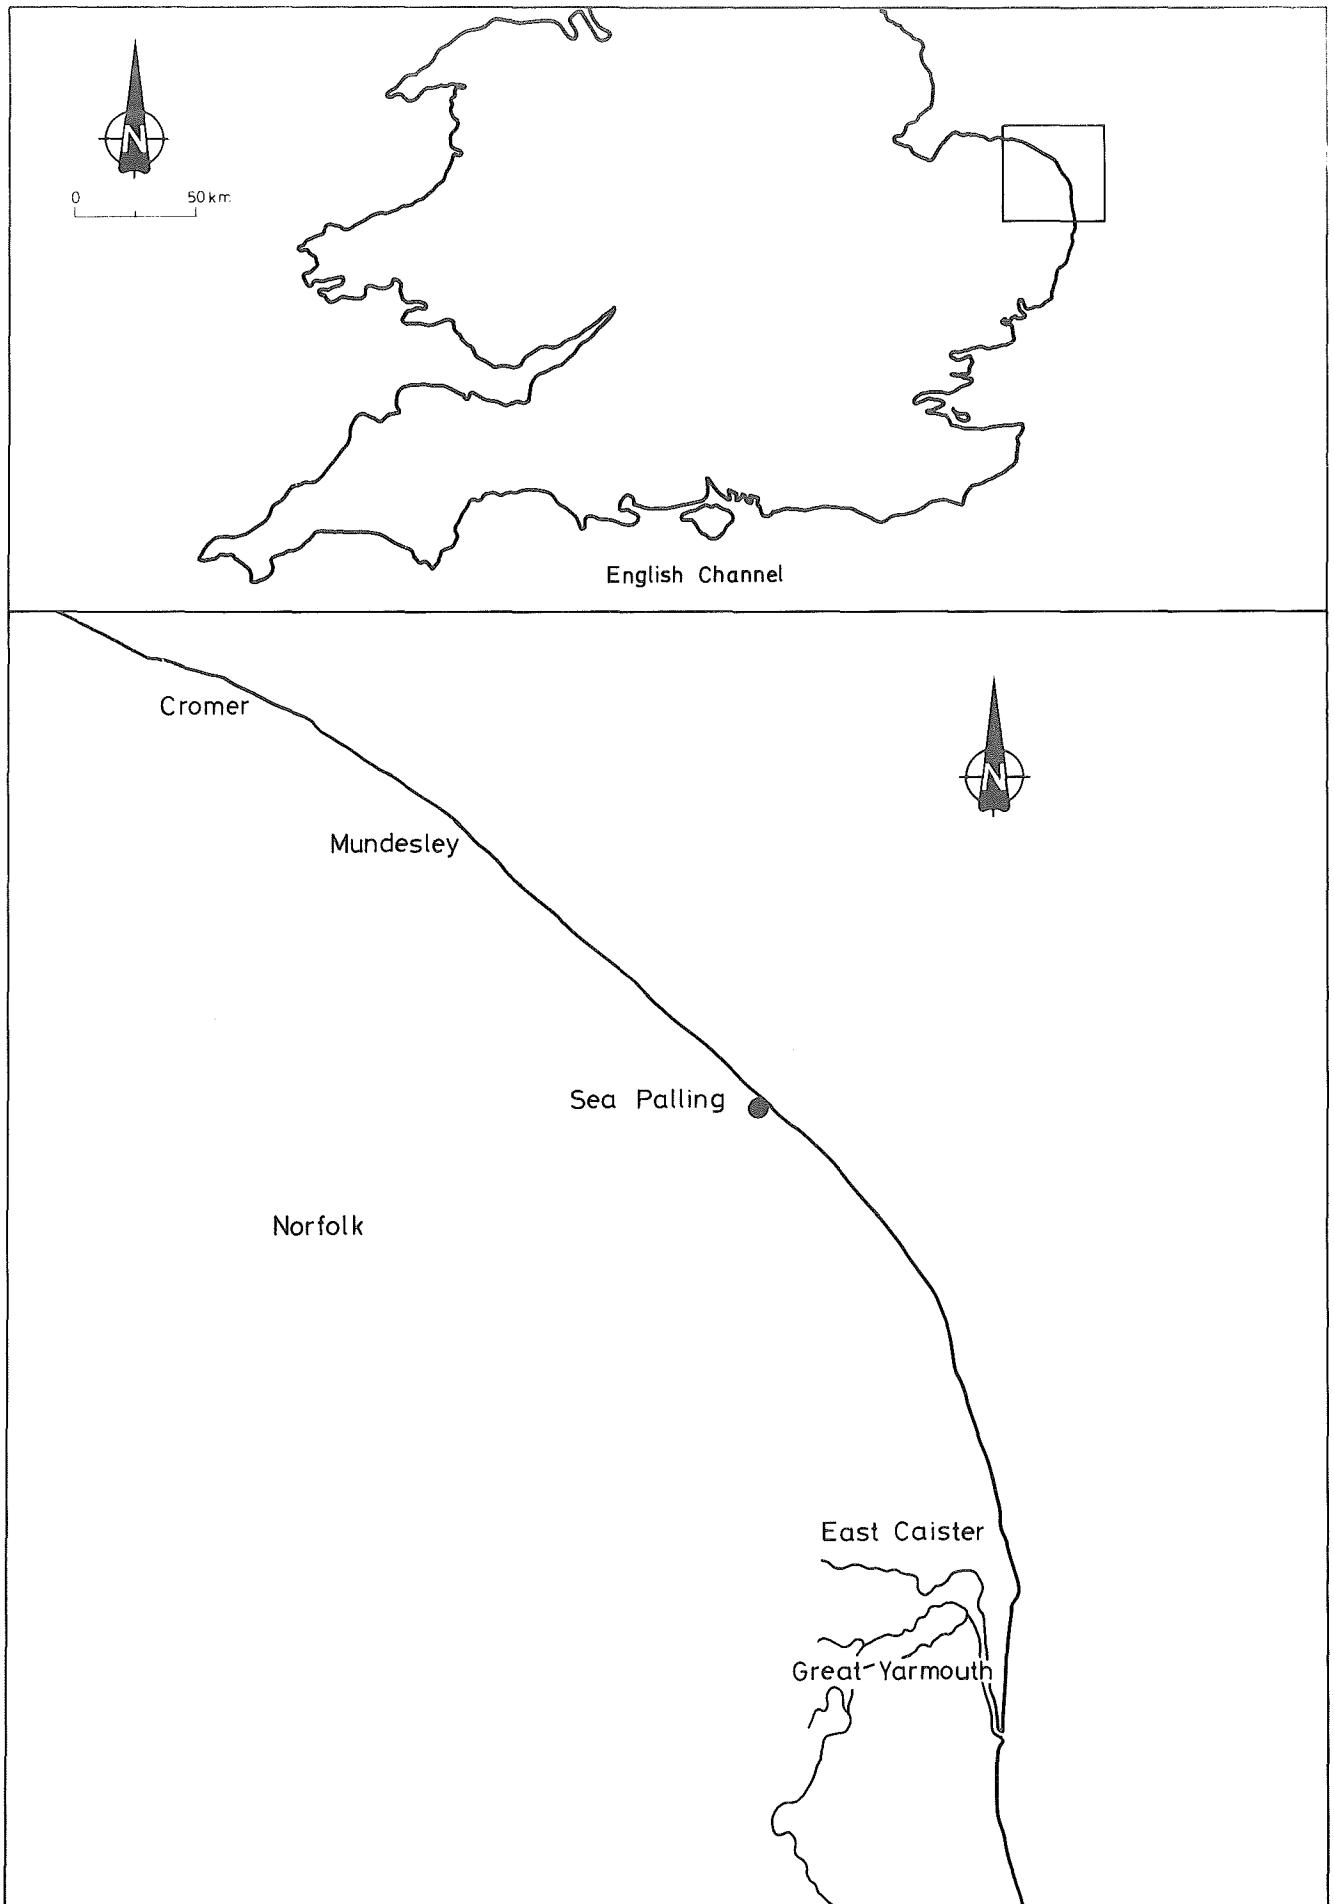 N
0 50 km.
English Channel
Cromer
N
Mundesley
Sea Palling
Norfolk
East Caister
Great Yarmouth